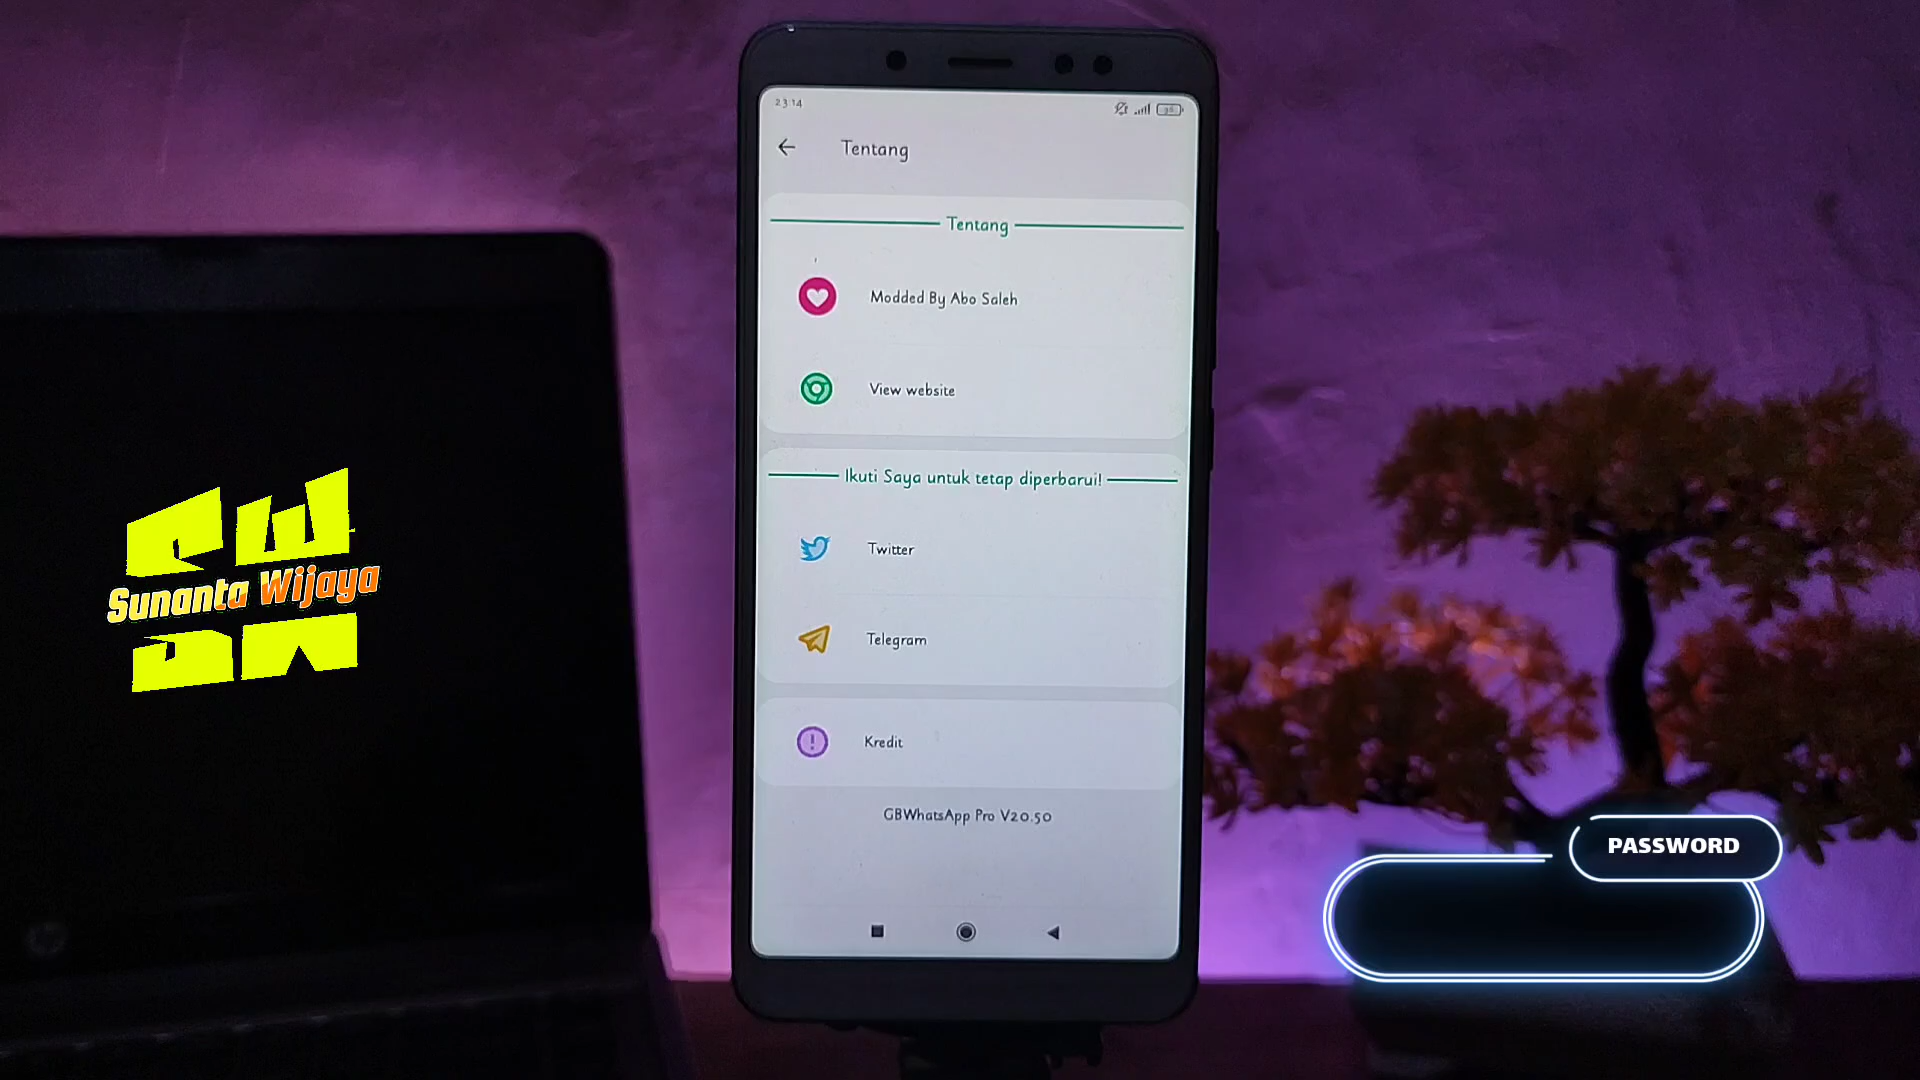 23:14
Tentang
Tentang
Modded By Abo Saleh
View website
Ikuti Saya untuk tetap diperbarui!
Twitter
Telegram
Kredit
GBWhatsApp Pro V20.50
SW
Sunanta Wijaya
PASSWORD